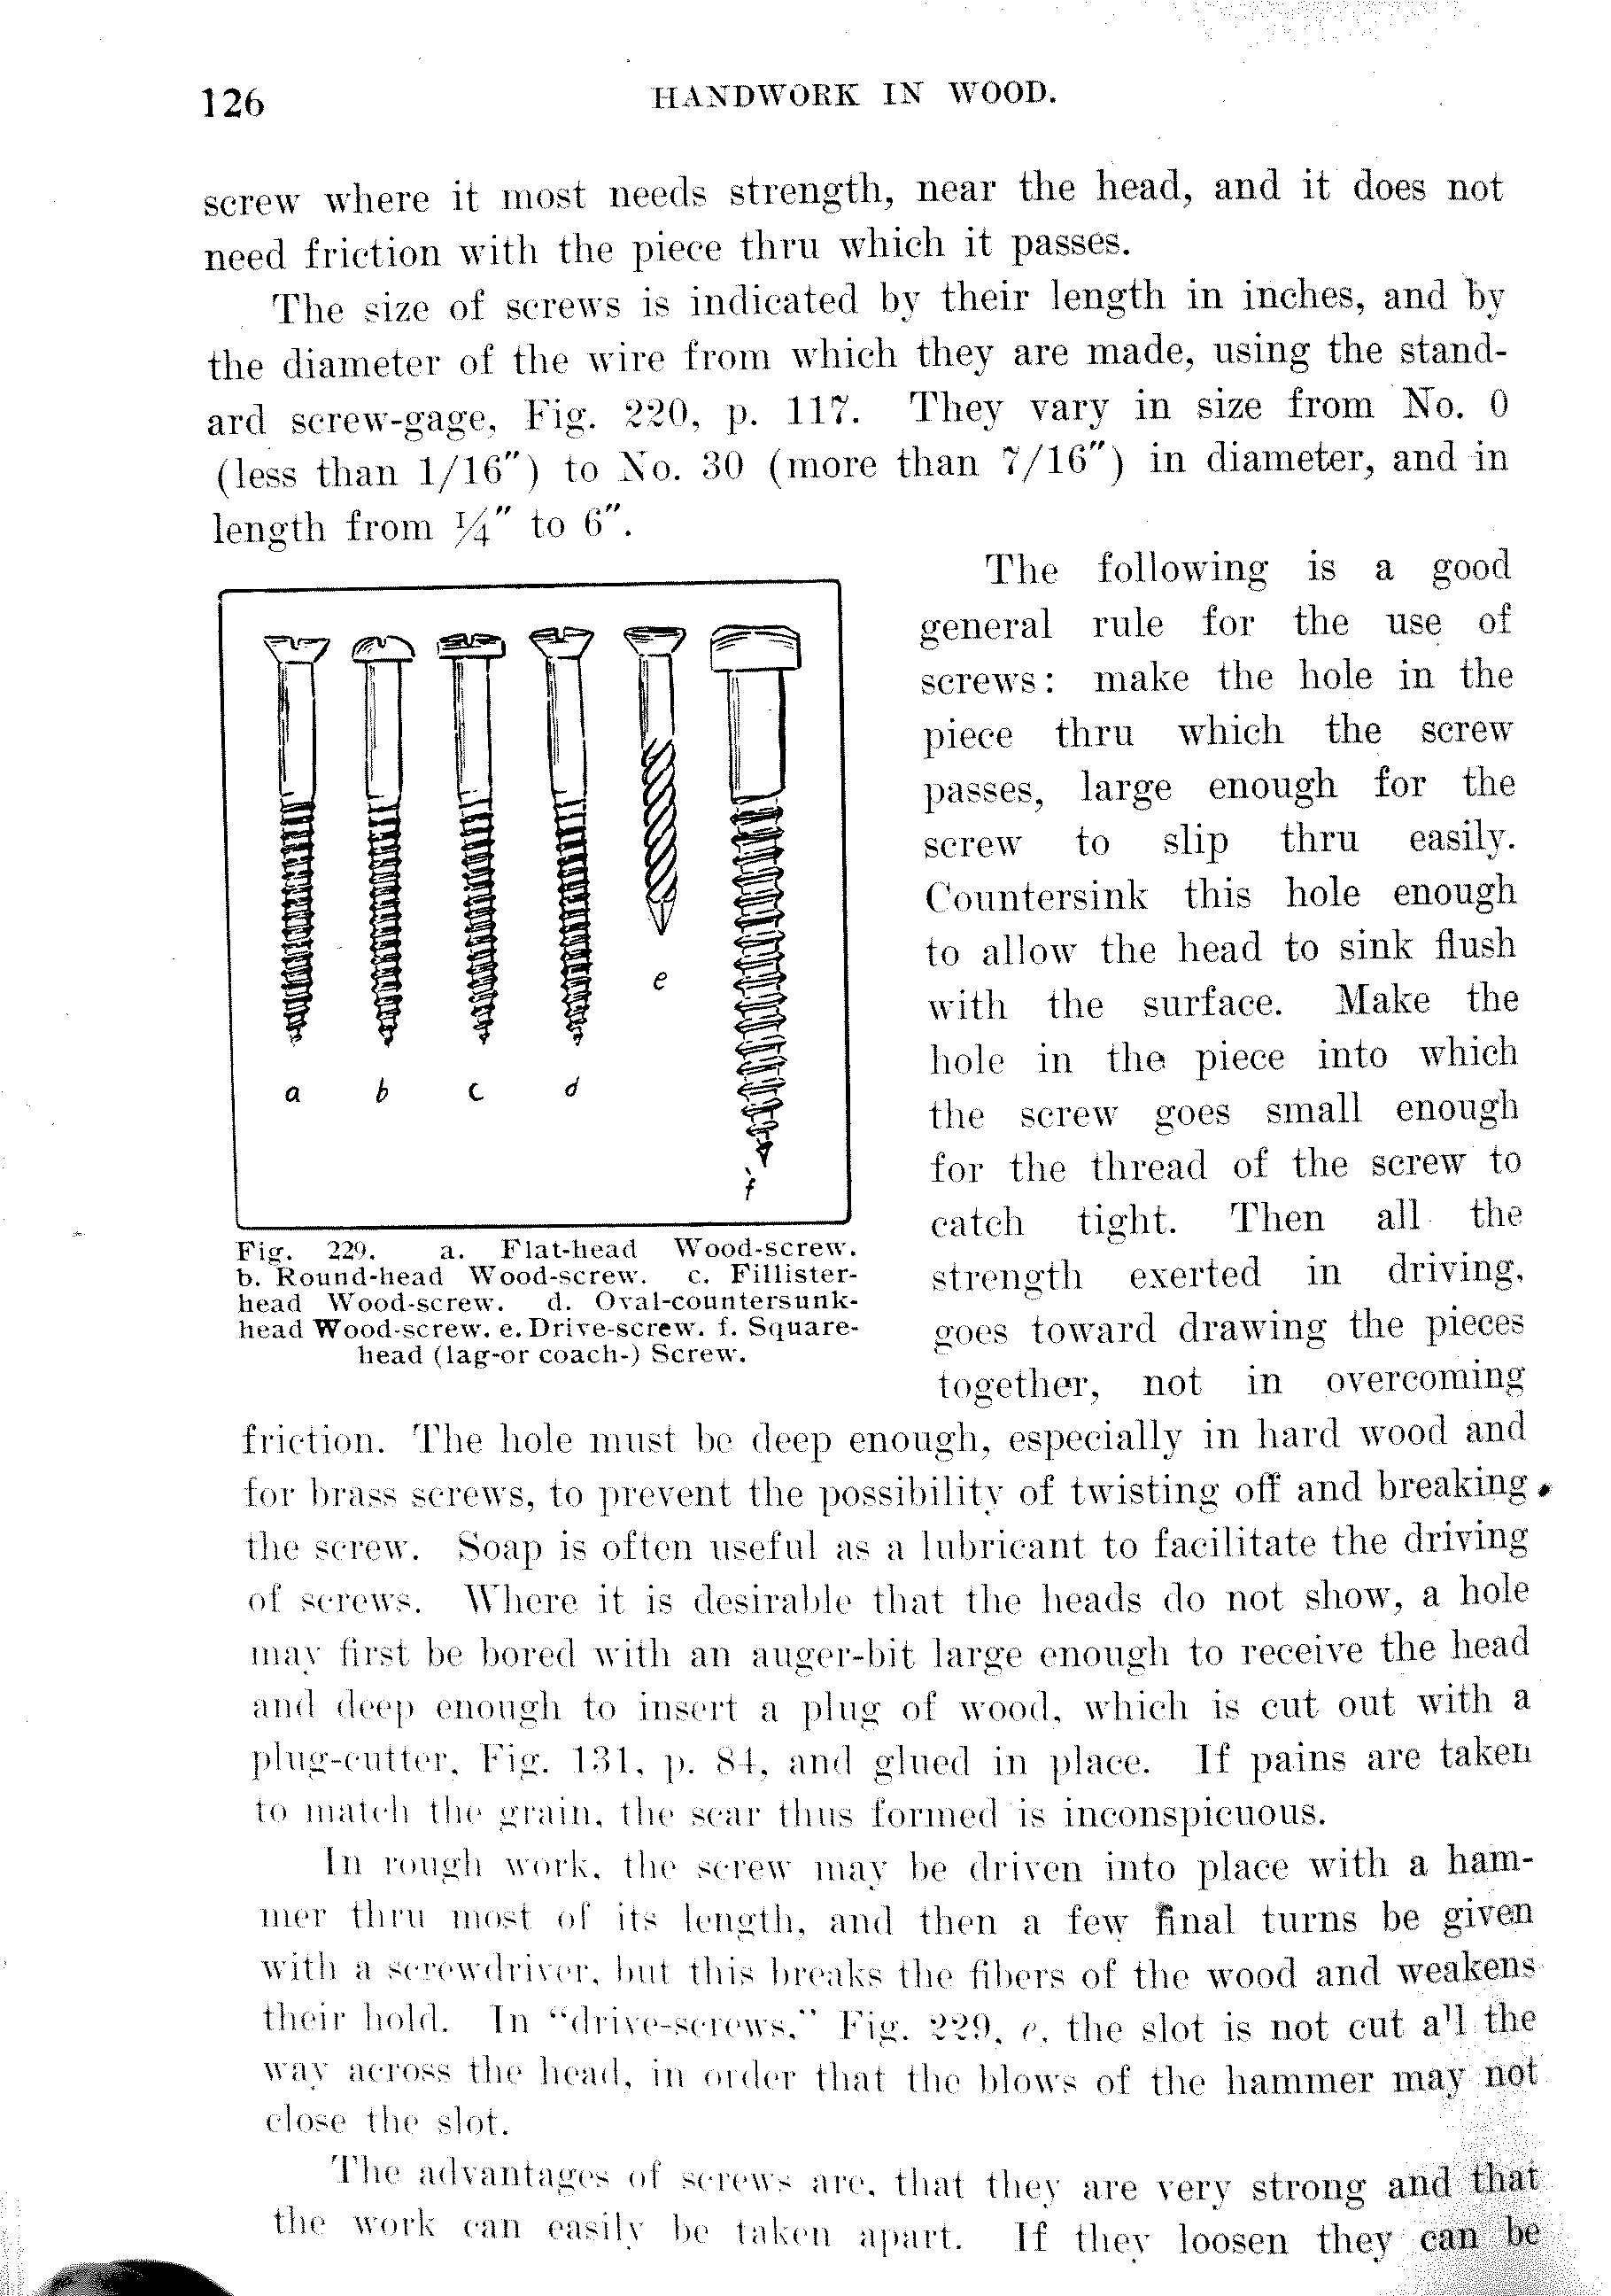 126 HANDWORK IN WOOD.
screw where it most needs strength, near the head, and it does not
need friction with the piece thru which it passes.
The size of screws is indicated by their length in inches, and by
the diameter of the wire from which they are made, using the stand-
ard screw-gage, Fig. 220, p. 117. They vary in size from No. 0
(less than 1/16″) to No. 30 (more than 7/16″) in diameter, and in
length from ¼″ to 6″.
a b c d e f
Fig. 229. a. Flat-head Wood-screw.
b. Round-head Wood-screw. c. Fillister-
head Wood-screw. d. Oval-countersunk-
head Wood-screw. e. Drive-screw. f. Square-
head (lag-or coach-) Screw.
The following is a good
general rule for the use of
screws: make the hole in the
piece thru which the screw
passes, large enough for the
screw to slip thru easily.
Countersink this hole enough
to allow the head to sink flush
with the surface. Make the
hole in the piece into which
the screw goes small enough
for the thread of the screw to
catch tight. Then all the
strength exerted in driving,
goes toward drawing the pieces
together, not in overcoming
friction. The hole must be deep enough, especially in hard wood and
for brass screws, to prevent the possibility of twisting off and breaking
the screw. Soap is often useful as a lubricant to facilitate the driving
of screws. Where it is desirable that the heads do not show, a hole
may first be bored with an auger-bit large enough to receive the head
and deep enough to insert a plug of wood, which is cut out with a
plug-cutter, Fig. 131, p. 84, and glued in place. If pains are taken
to match the grain, the scar thus formed is inconspicuous.
In rough work, the screw may be driven into place with a ham-
mer thru most of its length, and then a few final turns be given
with a screwdriver, but this breaks the fibers of the wood and weakens
their hold. In “drive-screws,” Fig. 229, e, the slot is not cut all the
way across the head, in order that the blows of the hammer may not
close the slot.
The advantages of screws are, that they are very strong and that
the work can easily be taken apart. If they loosen they can be